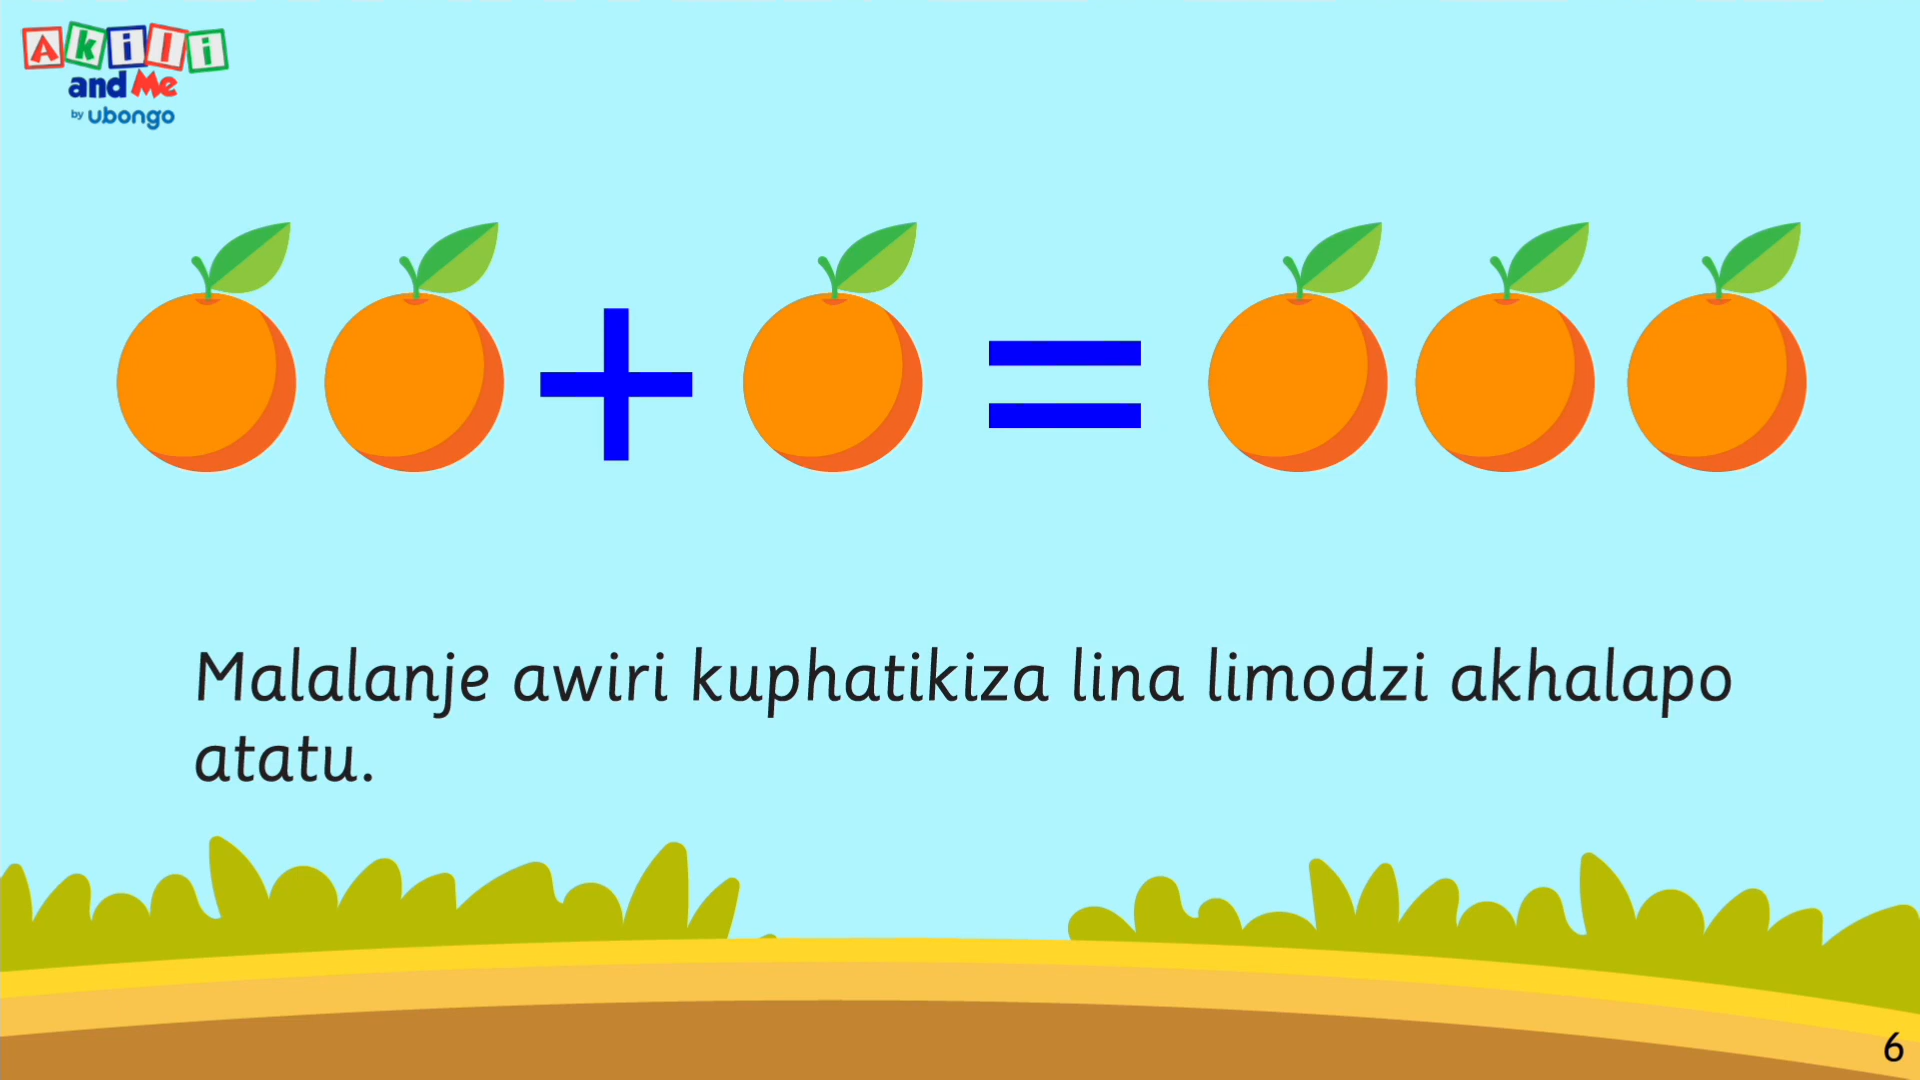 Akili
and Me
by ubongo
Malalanje awiri kuphatikiza lina limodzi akhalapo
atatu.
6